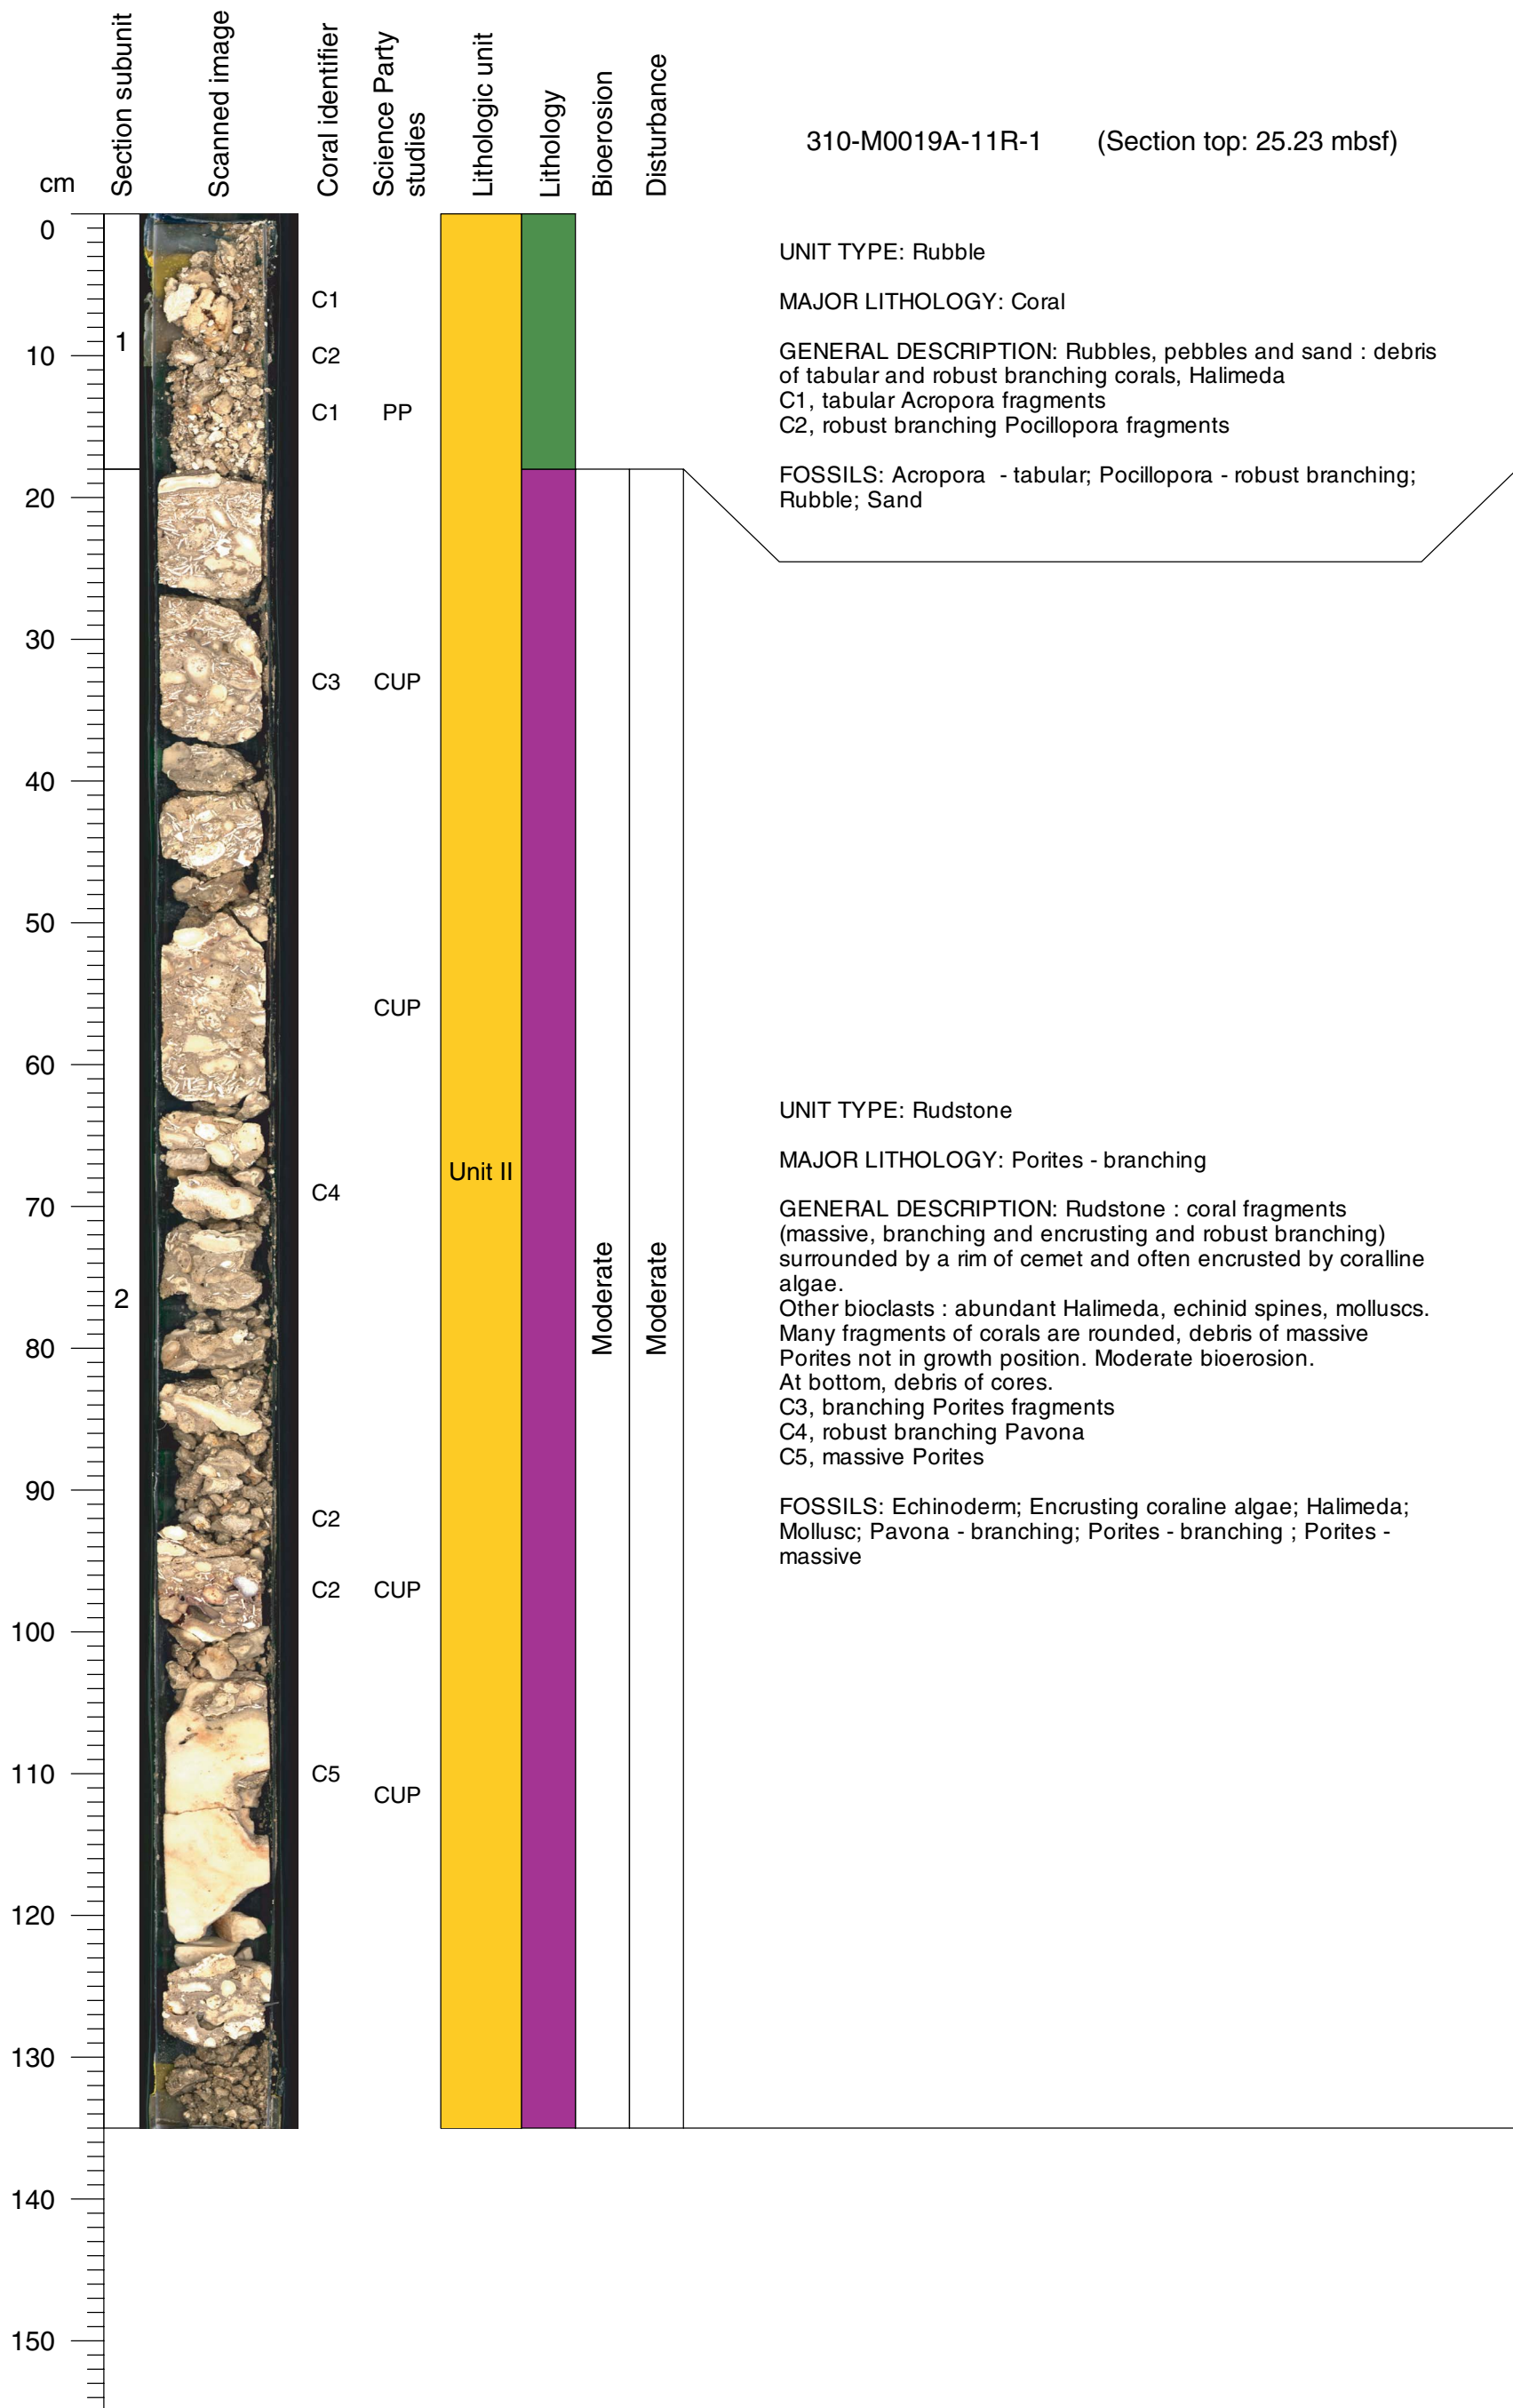 Section subunit
Scanned image
Coral identifier
Science Party
studies
Lithologic unit
Lithology
Bioerosion
Disturbance
310-M0019A-11R-1 (Section top: 25.23 mbsf)
cm
0
10
20
30
40
50
60
70
80
90
100
110
120
130
140
150
1
2
C1
C2
C1 PP
C3 CUP
CUP
C4
C2
C2 CUP
C5
CUP
Unit II
Moderate
Moderate
UNIT TYPE: Rubble
MAJOR LITHOLOGY: Coral
GENERAL DESCRIPTION: Rubbles, pebbles and sand : debris
of tabular and robust branching corals, Halimeda
C1, tabular Acropora fragments
C2, robust branching Pocillopora fragments
FOSSILS: Acropora - tabular; Pocillopora - robust branching;
Rubble; Sand
UNIT TYPE: Rudstone
MAJOR LITHOLOGY: Porites - branching
GENERAL DESCRIPTION: Rudstone : coral fragments
(massive, branching and encrusting and robust branching)
surrounded by a rim of cemet and often encrusted by coralline
algae.
Other bioclasts : abundant Halimeda, echinid spines, molluscs.
Many fragments of corals are rounded, debris of massive
Porites not in growth position. Moderate bioerosion.
At bottom, debris of cores.
C3, branching Porites fragments
C4, robust branching Pavona
C5, massive Porites
FOSSILS: Echinoderm; Encrusting coraline algae; Halimeda;
Mollusc; Pavona - branching; Porites - branching ; Porites -
massive